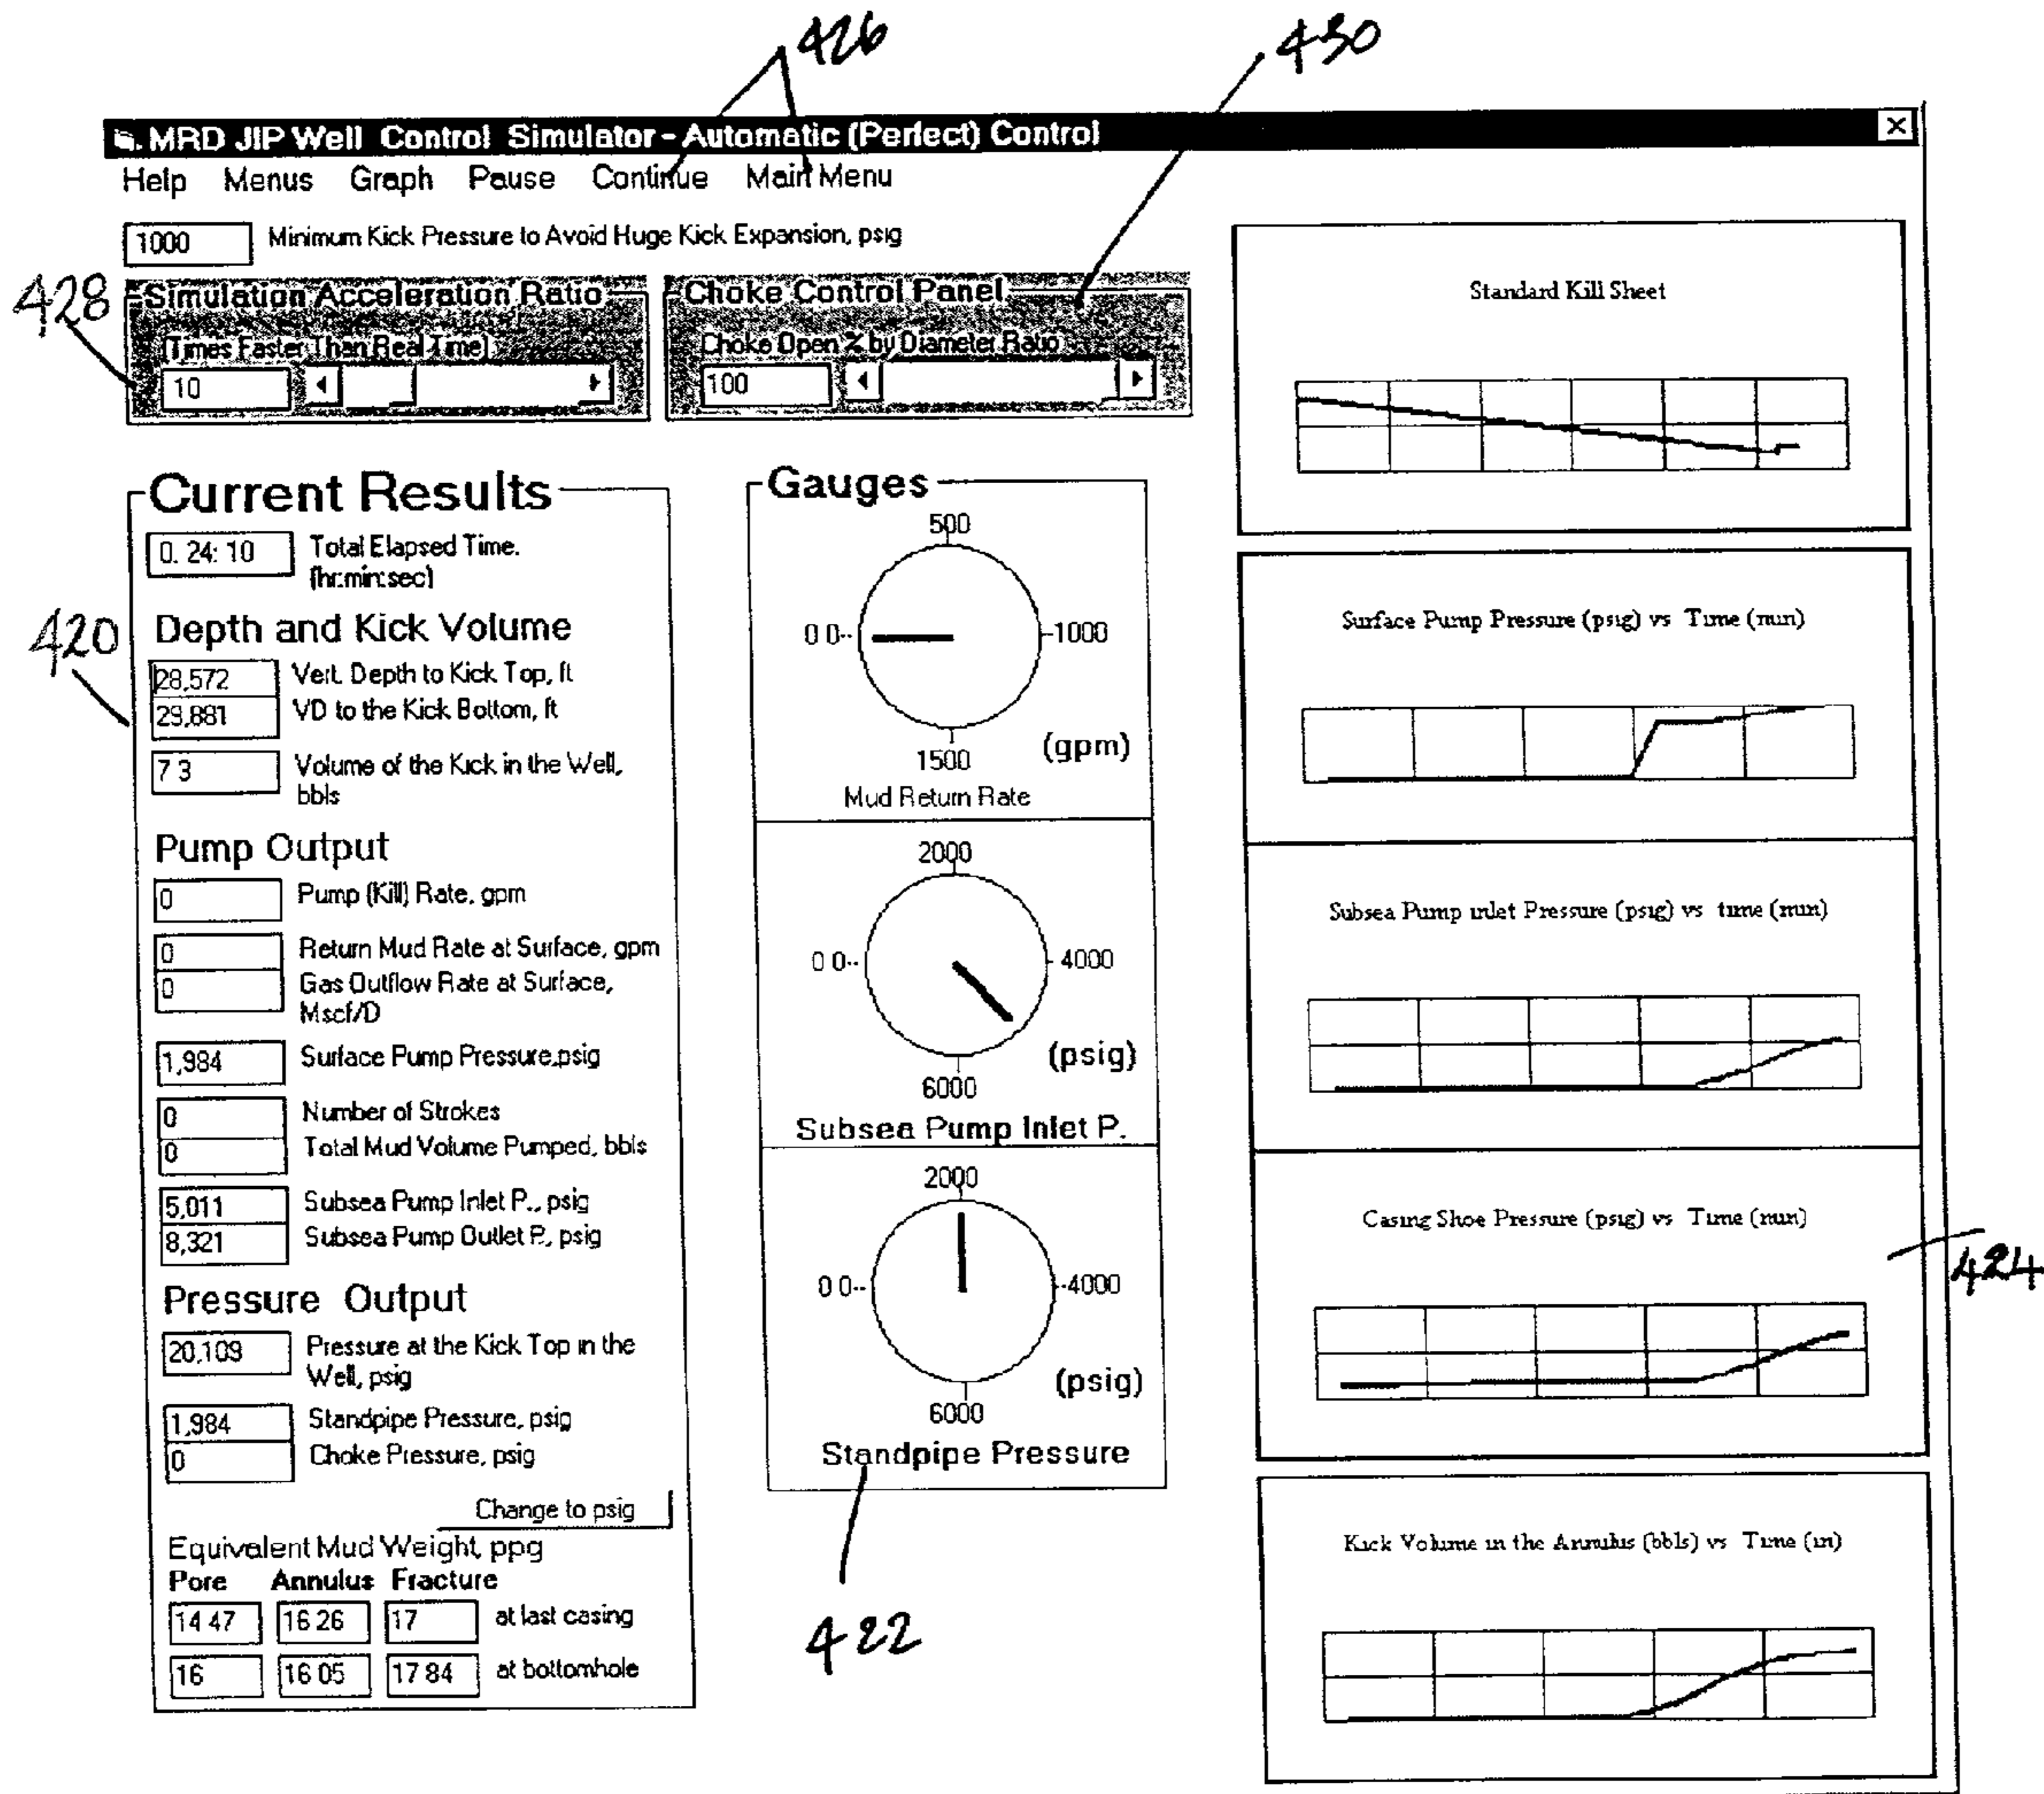 426
430
MRD JIP Well Control Simulator - Automatic (Perfect) Control
Help Menus Graph Pause Continue Main Menu
1000 Minimum Kick Pressure to Avoid Huge Kick Expansion, psig
428
Simulation Acceleration Ratio
(Times Faster Than Real Time)
10
Choke Control Panel
Choke Open % by Diameter Ratio
100
Current Results
0. 24: 10 Total Elapsed Time.
(hr:min:sec)
420
Depth and Kick Volume
28,572 Vert. Depth to Kick Top, ft
29,881 VD to the Kick Bottom, ft
7 3 Volume of the Kick in the Well,
bbls
Pump Output
0 Pump (Kill) Rate, gpm
0 Return Mud Rate at Surface, gpm
0 Gas Outflow Rate at Surface,
Mscf/D
1,984 Surface Pump Pressure,psig
0 Number of Strokes
0 Total Mud Volume Pumped, bbls
5,011 Subsea Pump Inlet P., psig
8,321 Subsea Pump Outlet P., psig
Pressure Output
20,109 Pressure at the Kick Top in the
Well, psig
1,984 Standpipe Pressure, psig
0 Choke Pressure, psig
Change to psig
Equivalent Mud Weight, ppg
Pore Annulus Fracture
14 47 16 26 17 at last casing
16 16 05 17 84 at bottomhole
Gauges
500
0 0-- 1000
1500 (gpm)
Mud Return Rate
2000
0 0-- 4000
(psig)
6000
Subsea Pump Inlet P.
2000
0 0-- 4000
(psig)
6000
Standpipe Pressure
422
Standard Kill Sheet
Surface Pump Pressure (psig) vs Time (min)
Subsea Pump inlet Pressure (psig) vs time (min)
Casing Shoe Pressure (psig) vs Time (min)
424
Kick Volume in the Annulus (bbls) vs Time (in)